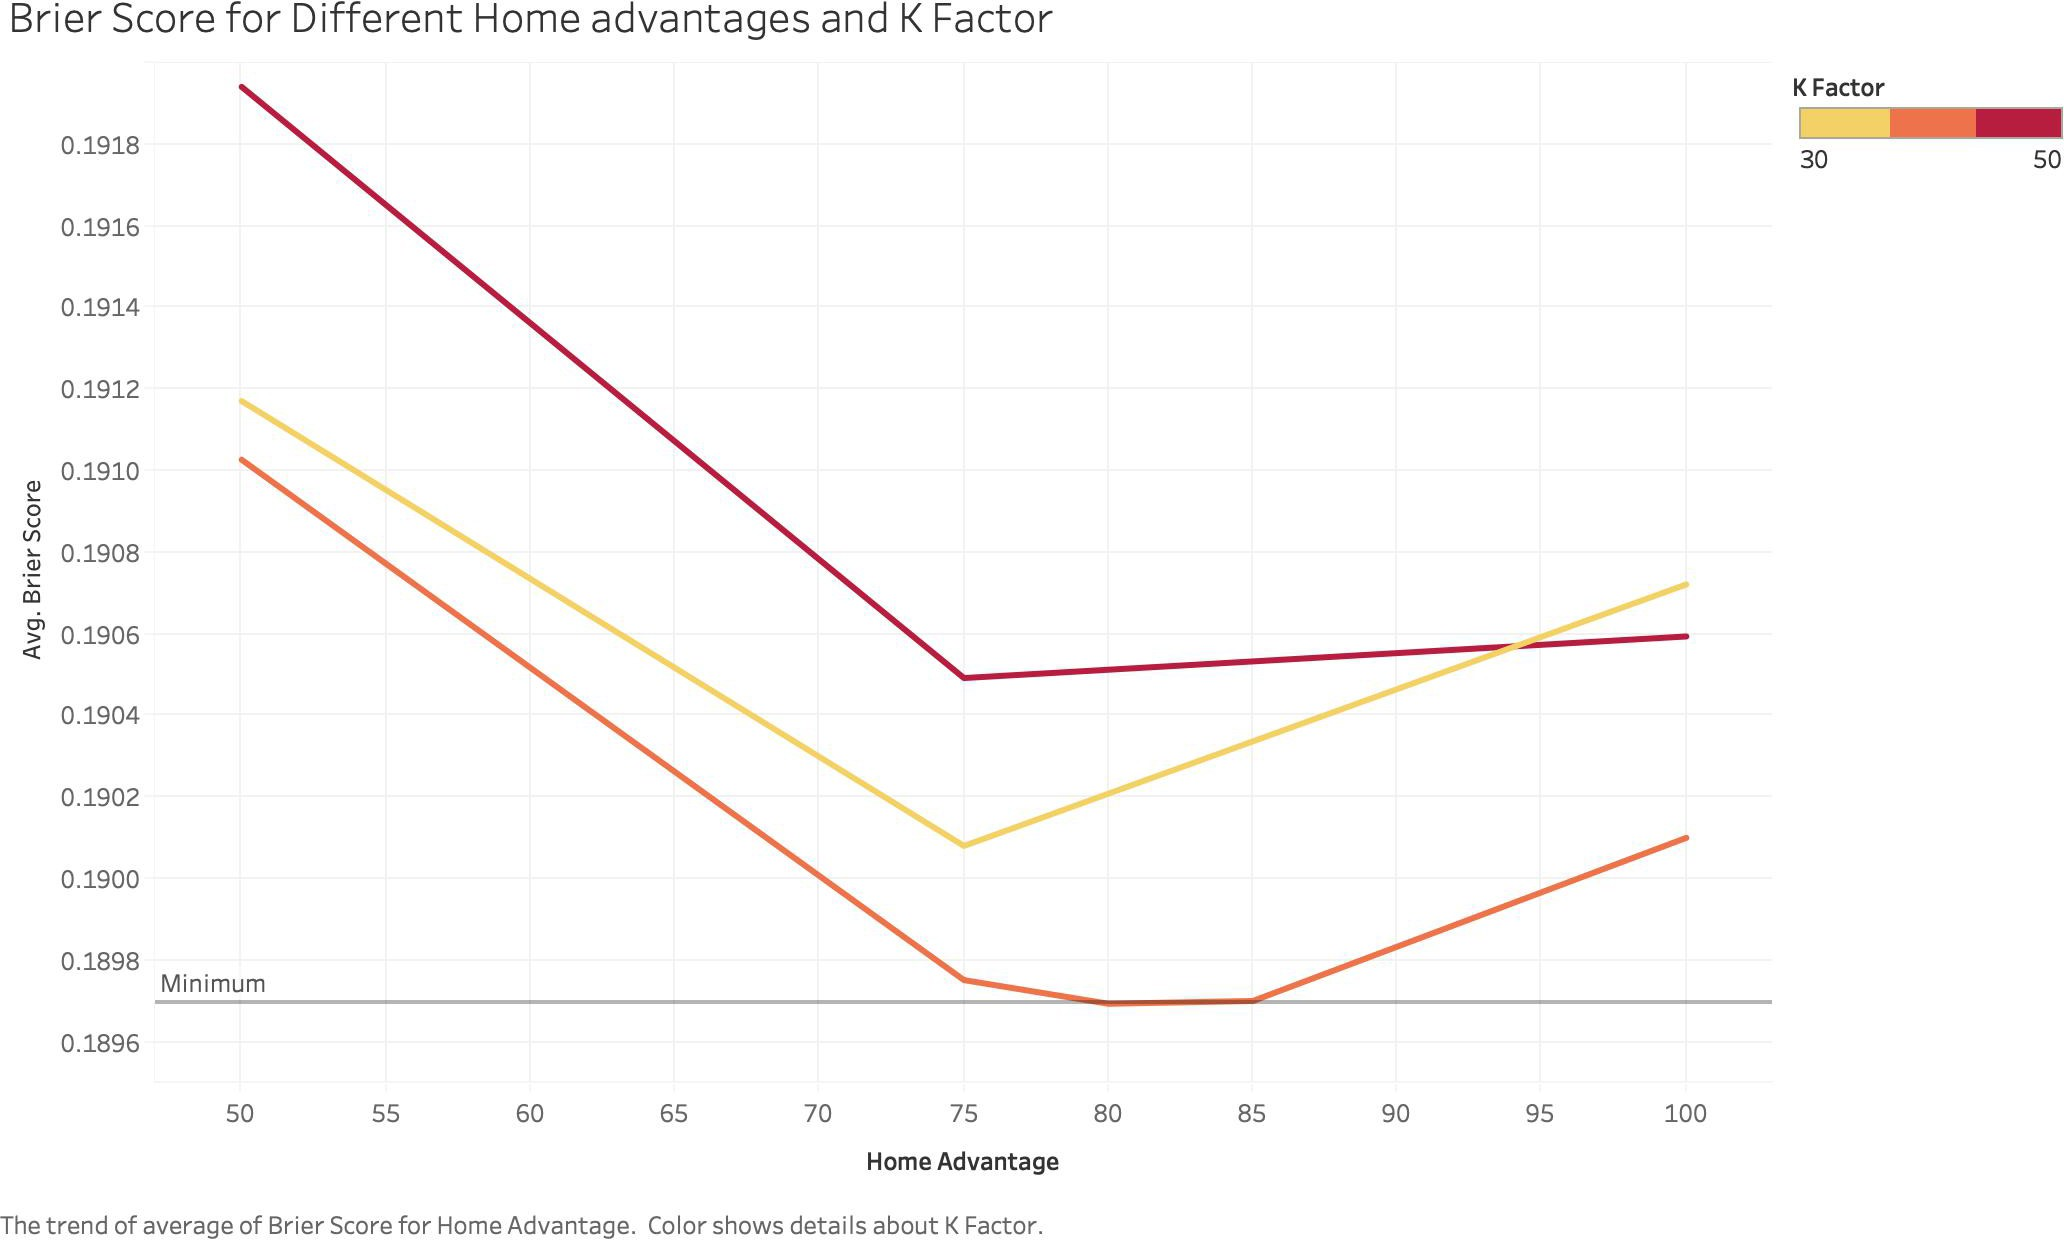 Brier Score for Different Home advantages and K Factor
K Factor
30 50
0.1918
0.1916
0.1914
0.1912
0.1910
0.1908
0.1906
0.1904
0.1902
0.1900
0.1898
0.1896
Avg. Brier Score
Minimum
50 55 60 65 70 75 80 85 90 95 100
Home Advantage
The trend of average of Brier Score for Home Advantage. Color shows details about K Factor.